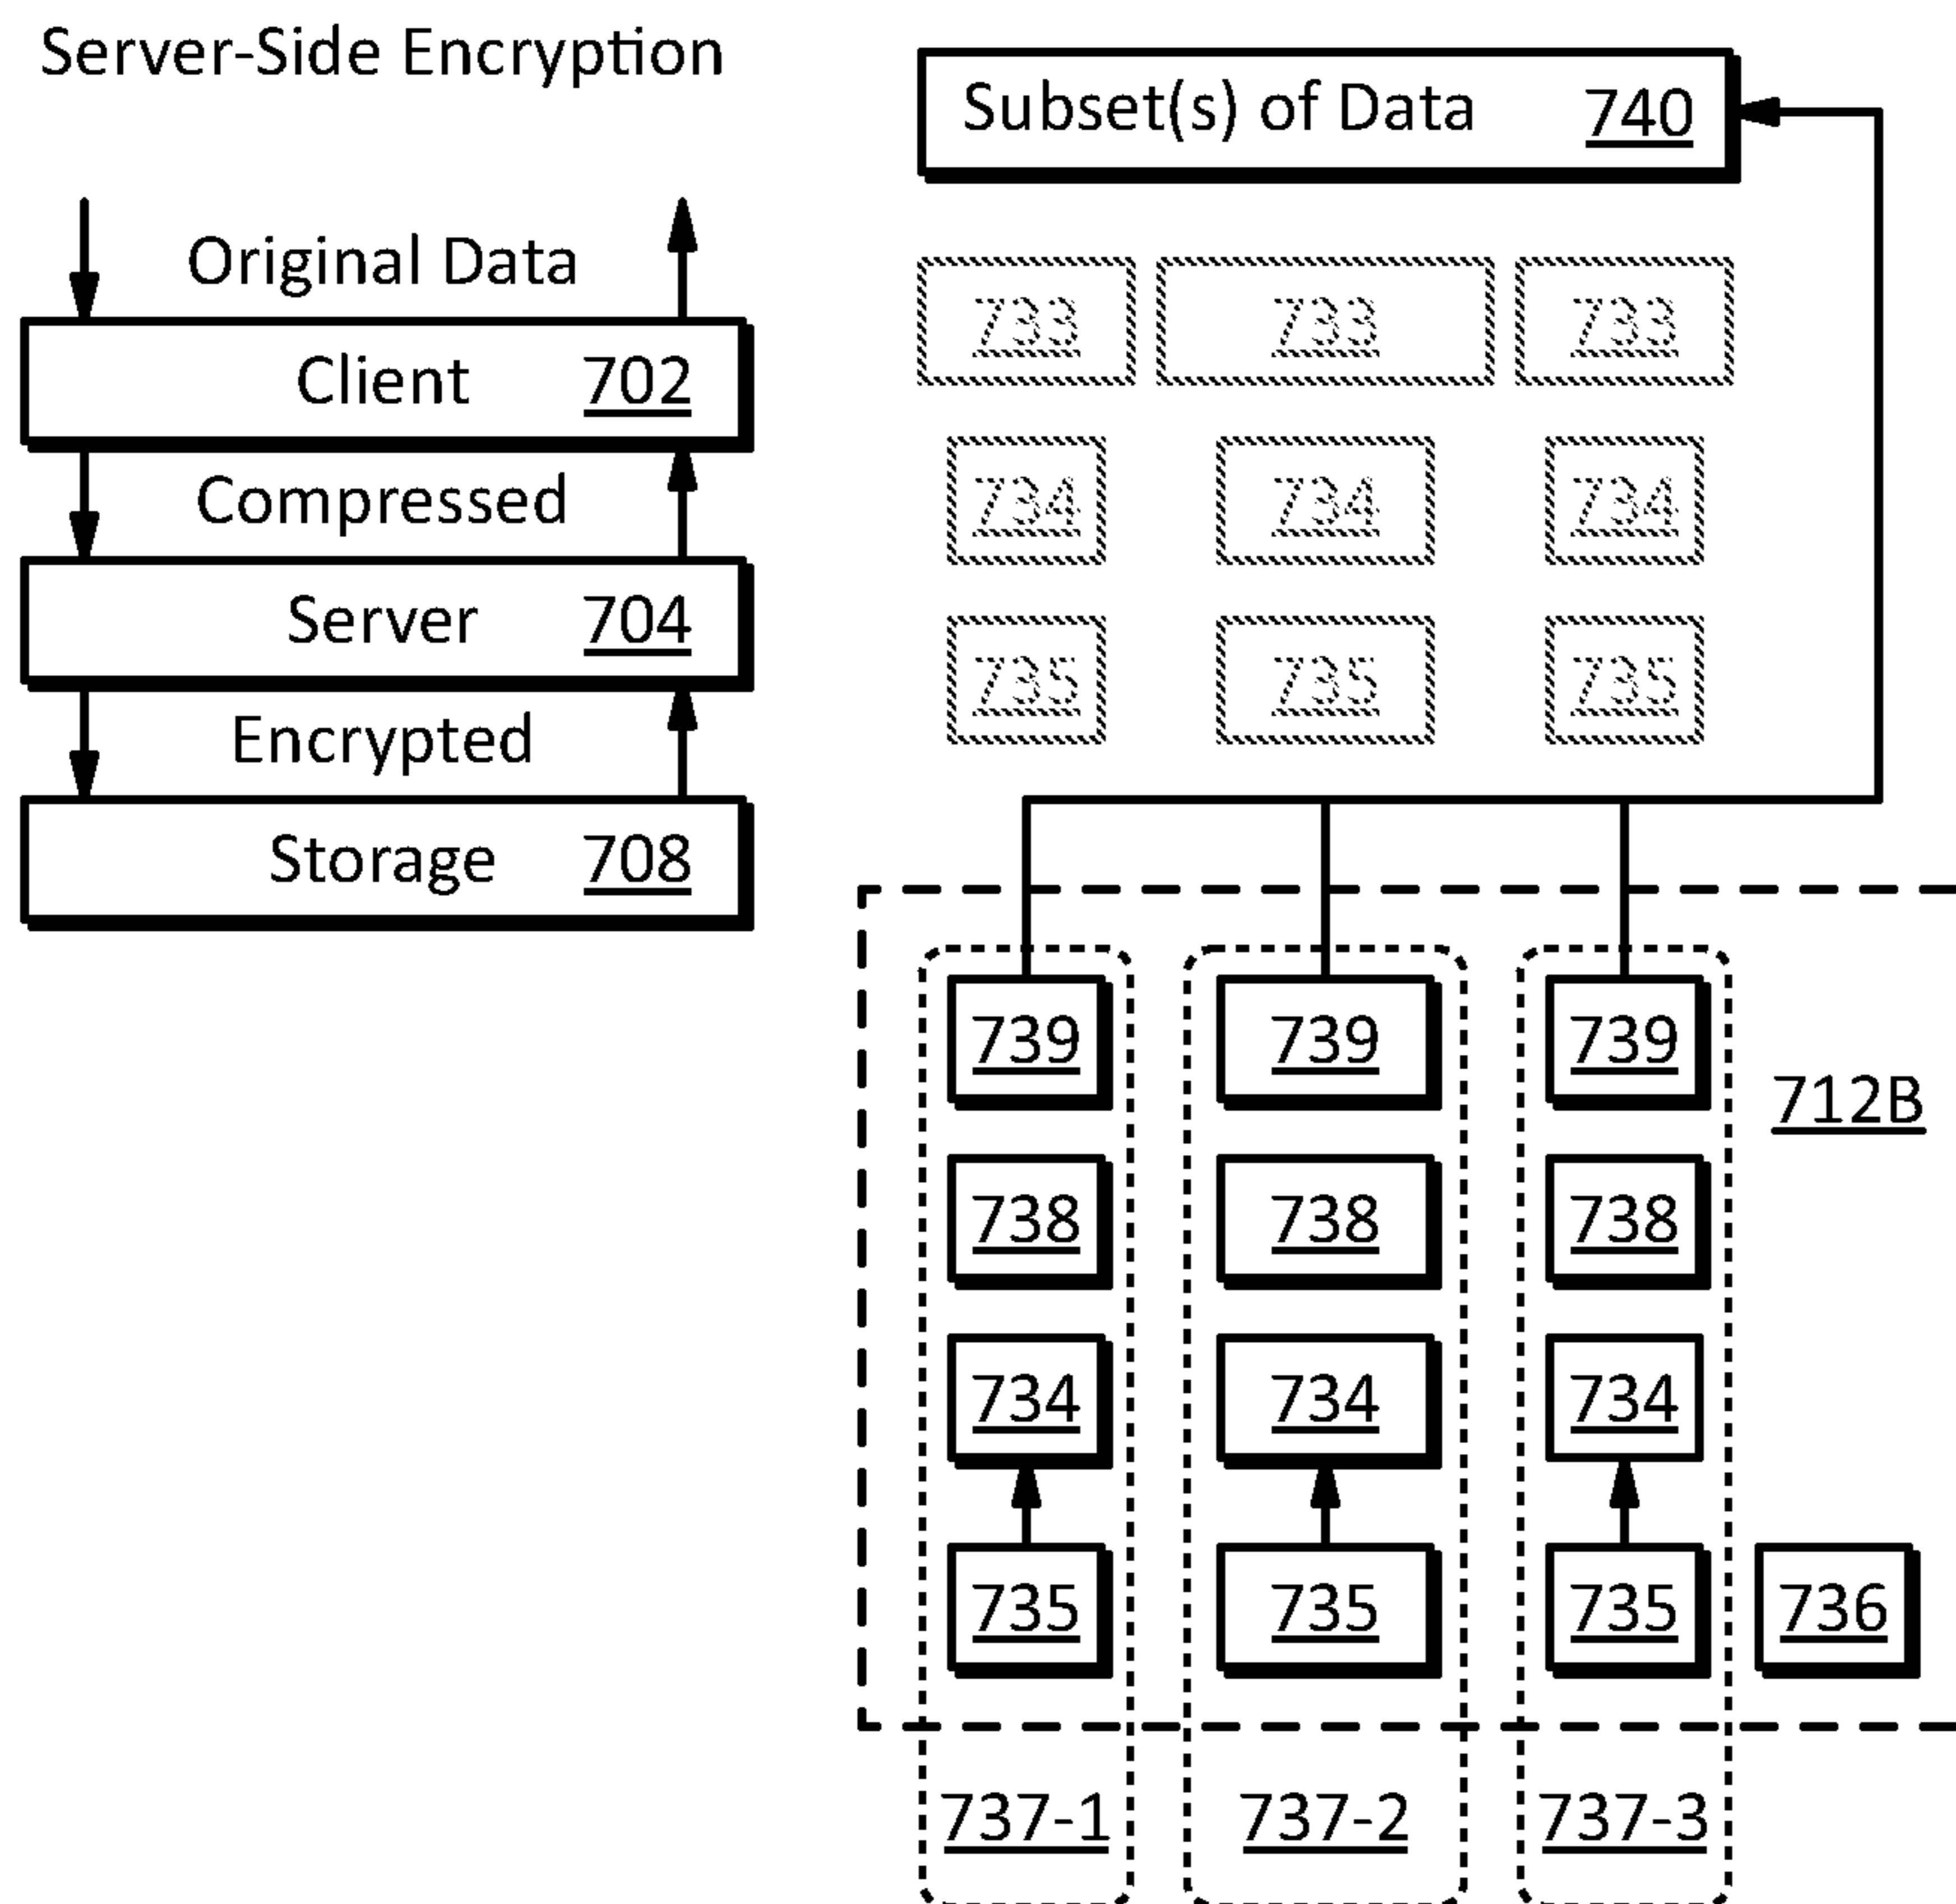 Server-Side Encryption
Original Data
Client 702
Compressed
Server 704
Encrypted
Storage 708
Subset(s) of Data 740
733 733 733
734 734 734
735 735 735
739 739 739
712B
738 738 738
734 734 734
735 735 735 736
737-1 737-2 737-3